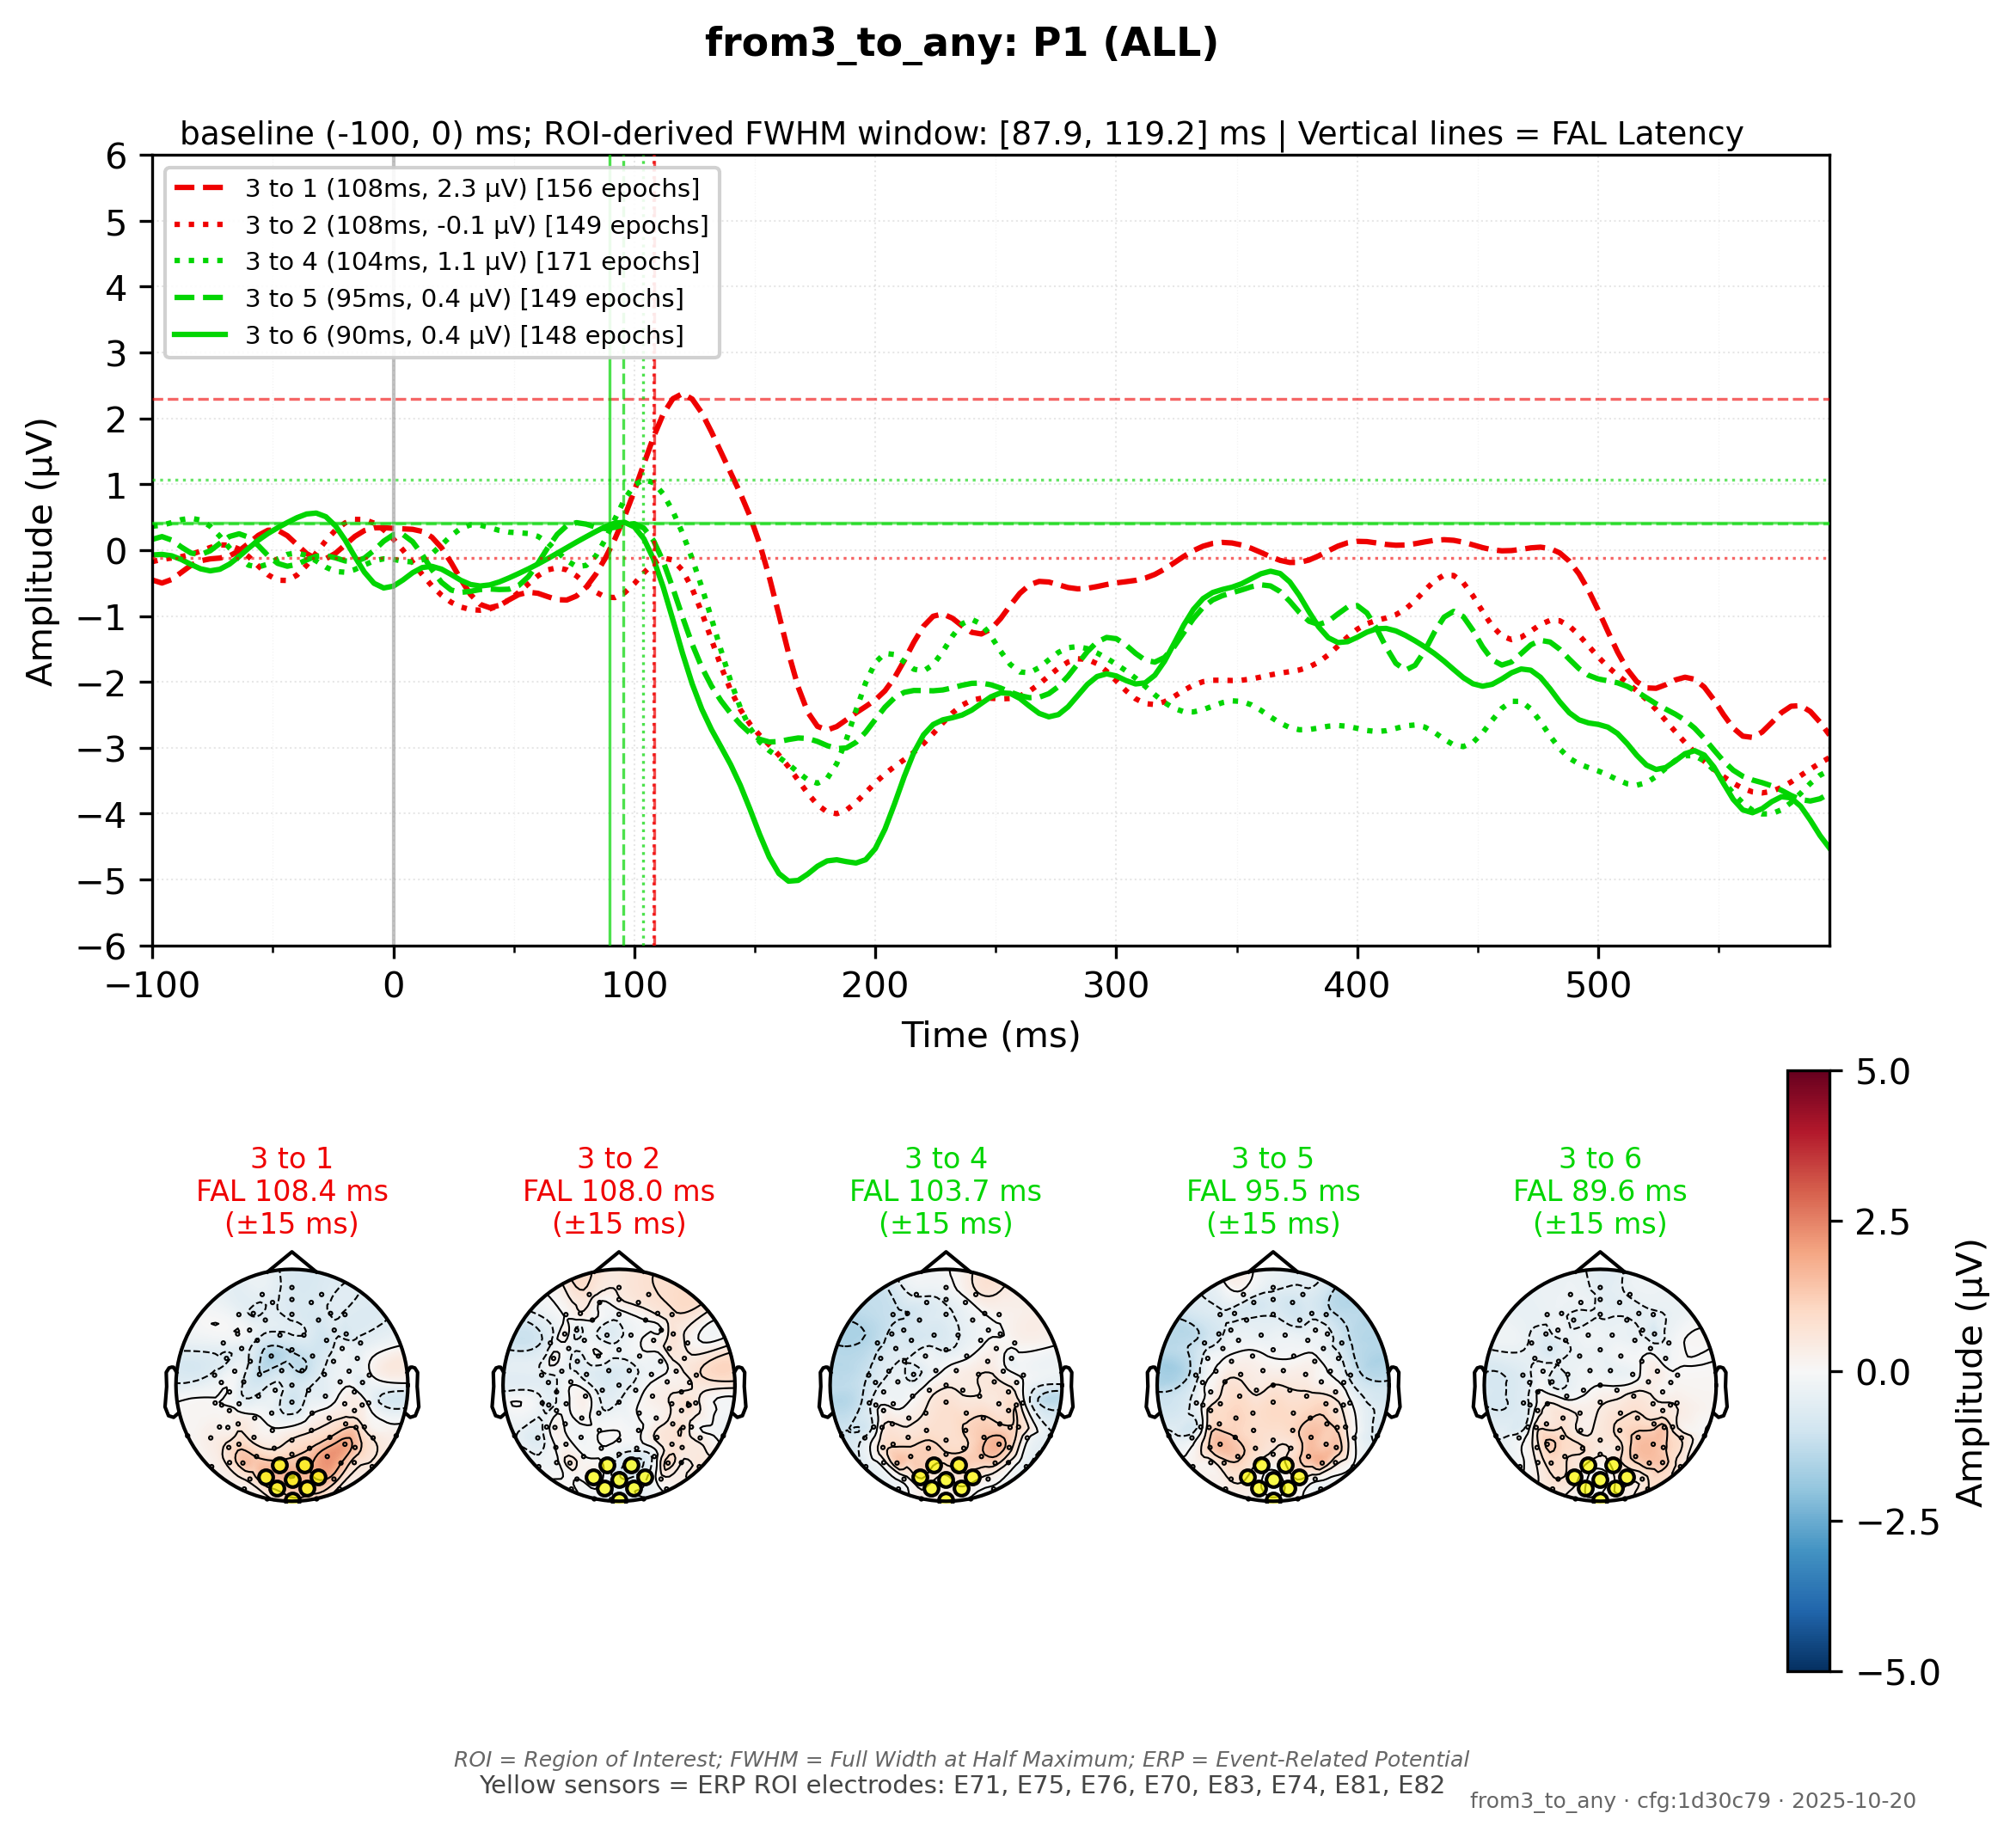 from3_to_any: P1 (ALL)
baseline (-100, 0) ms; ROI-derived FWHM window: [87.9, 119.2] ms | Vertical lines = FAL Latency
6
5
4
3
2
1
0
−1
−2
−3
−4
−5
−6
Amplitude (µV)
3 to 1 (108ms, 2.3 µV) [156 epochs]
3 to 2 (108ms, -0.1 µV) [149 epochs]
3 to 4 (104ms, 1.1 µV) [171 epochs]
3 to 5 (95ms, 0.4 µV) [149 epochs]
3 to 6 (90ms, 0.4 µV) [148 epochs]
−100 0 100 200 300 400 500
Time (ms)
3 to 1
FAL 108.4 ms
(±15 ms)
3 to 2
FAL 108.0 ms
(±15 ms)
3 to 4
FAL 103.7 ms
(±15 ms)
3 to 5
FAL 95.5 ms
(±15 ms)
3 to 6
FAL 89.6 ms
(±15 ms)
5.0
2.5
0.0
−2.5
−5.0
Amplitude (µV)
ROI = Region of Interest; FWHM = Full Width at Half Maximum; ERP = Event-Related Potential
Yellow sensors = ERP ROI electrodes: E71, E75, E76, E70, E83, E74, E81, E82
from3_to_any · cfg:1d30c79 · 2025-10-20